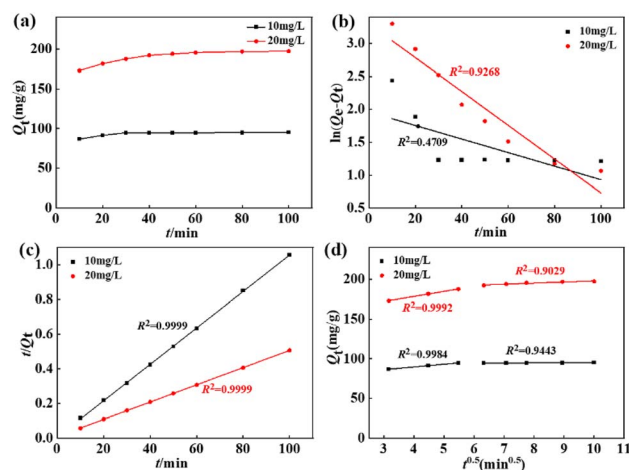 (a)
10mg/L
20mg/L
Qt(mg/g)
200
150
100
50
0
0 20 40 60 80 100
t/min
(b)
10mg/L
20mg/L
ln(Qe-Qt)
3.0
2.5
2.0
1.5
1.0
0.5
R²=0.9268
R²=0.4709
0 20 40 60 80 100
t/min
(c)
10mg/L
20mg/L
t/Qt
1.0
0.8
0.6
0.4
0.2
0.0
R²=0.9999
R²=0.9999
0 20 40 60 80 100
t/min
(d)
10mg/L
20mg/L
Qt(mg/g)
250
200
150
100
50
0
R²=0.9992
R²=0.9029
R²=0.9984
R²=0.9443
3 4 5 6 7 8 9 10 11
t⁰·⁵(min⁰·⁵)